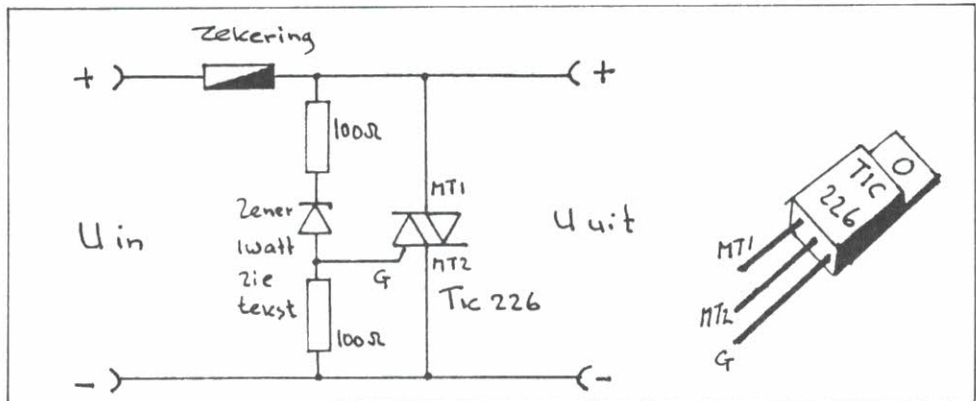 Zekering
+
+
100Ω
MT1
Zener
1watt
zie
tekst
U in
G
MT2
TIC 226
U uit
100Ω
-
-
TIC
226
O
MT1
MT2
G